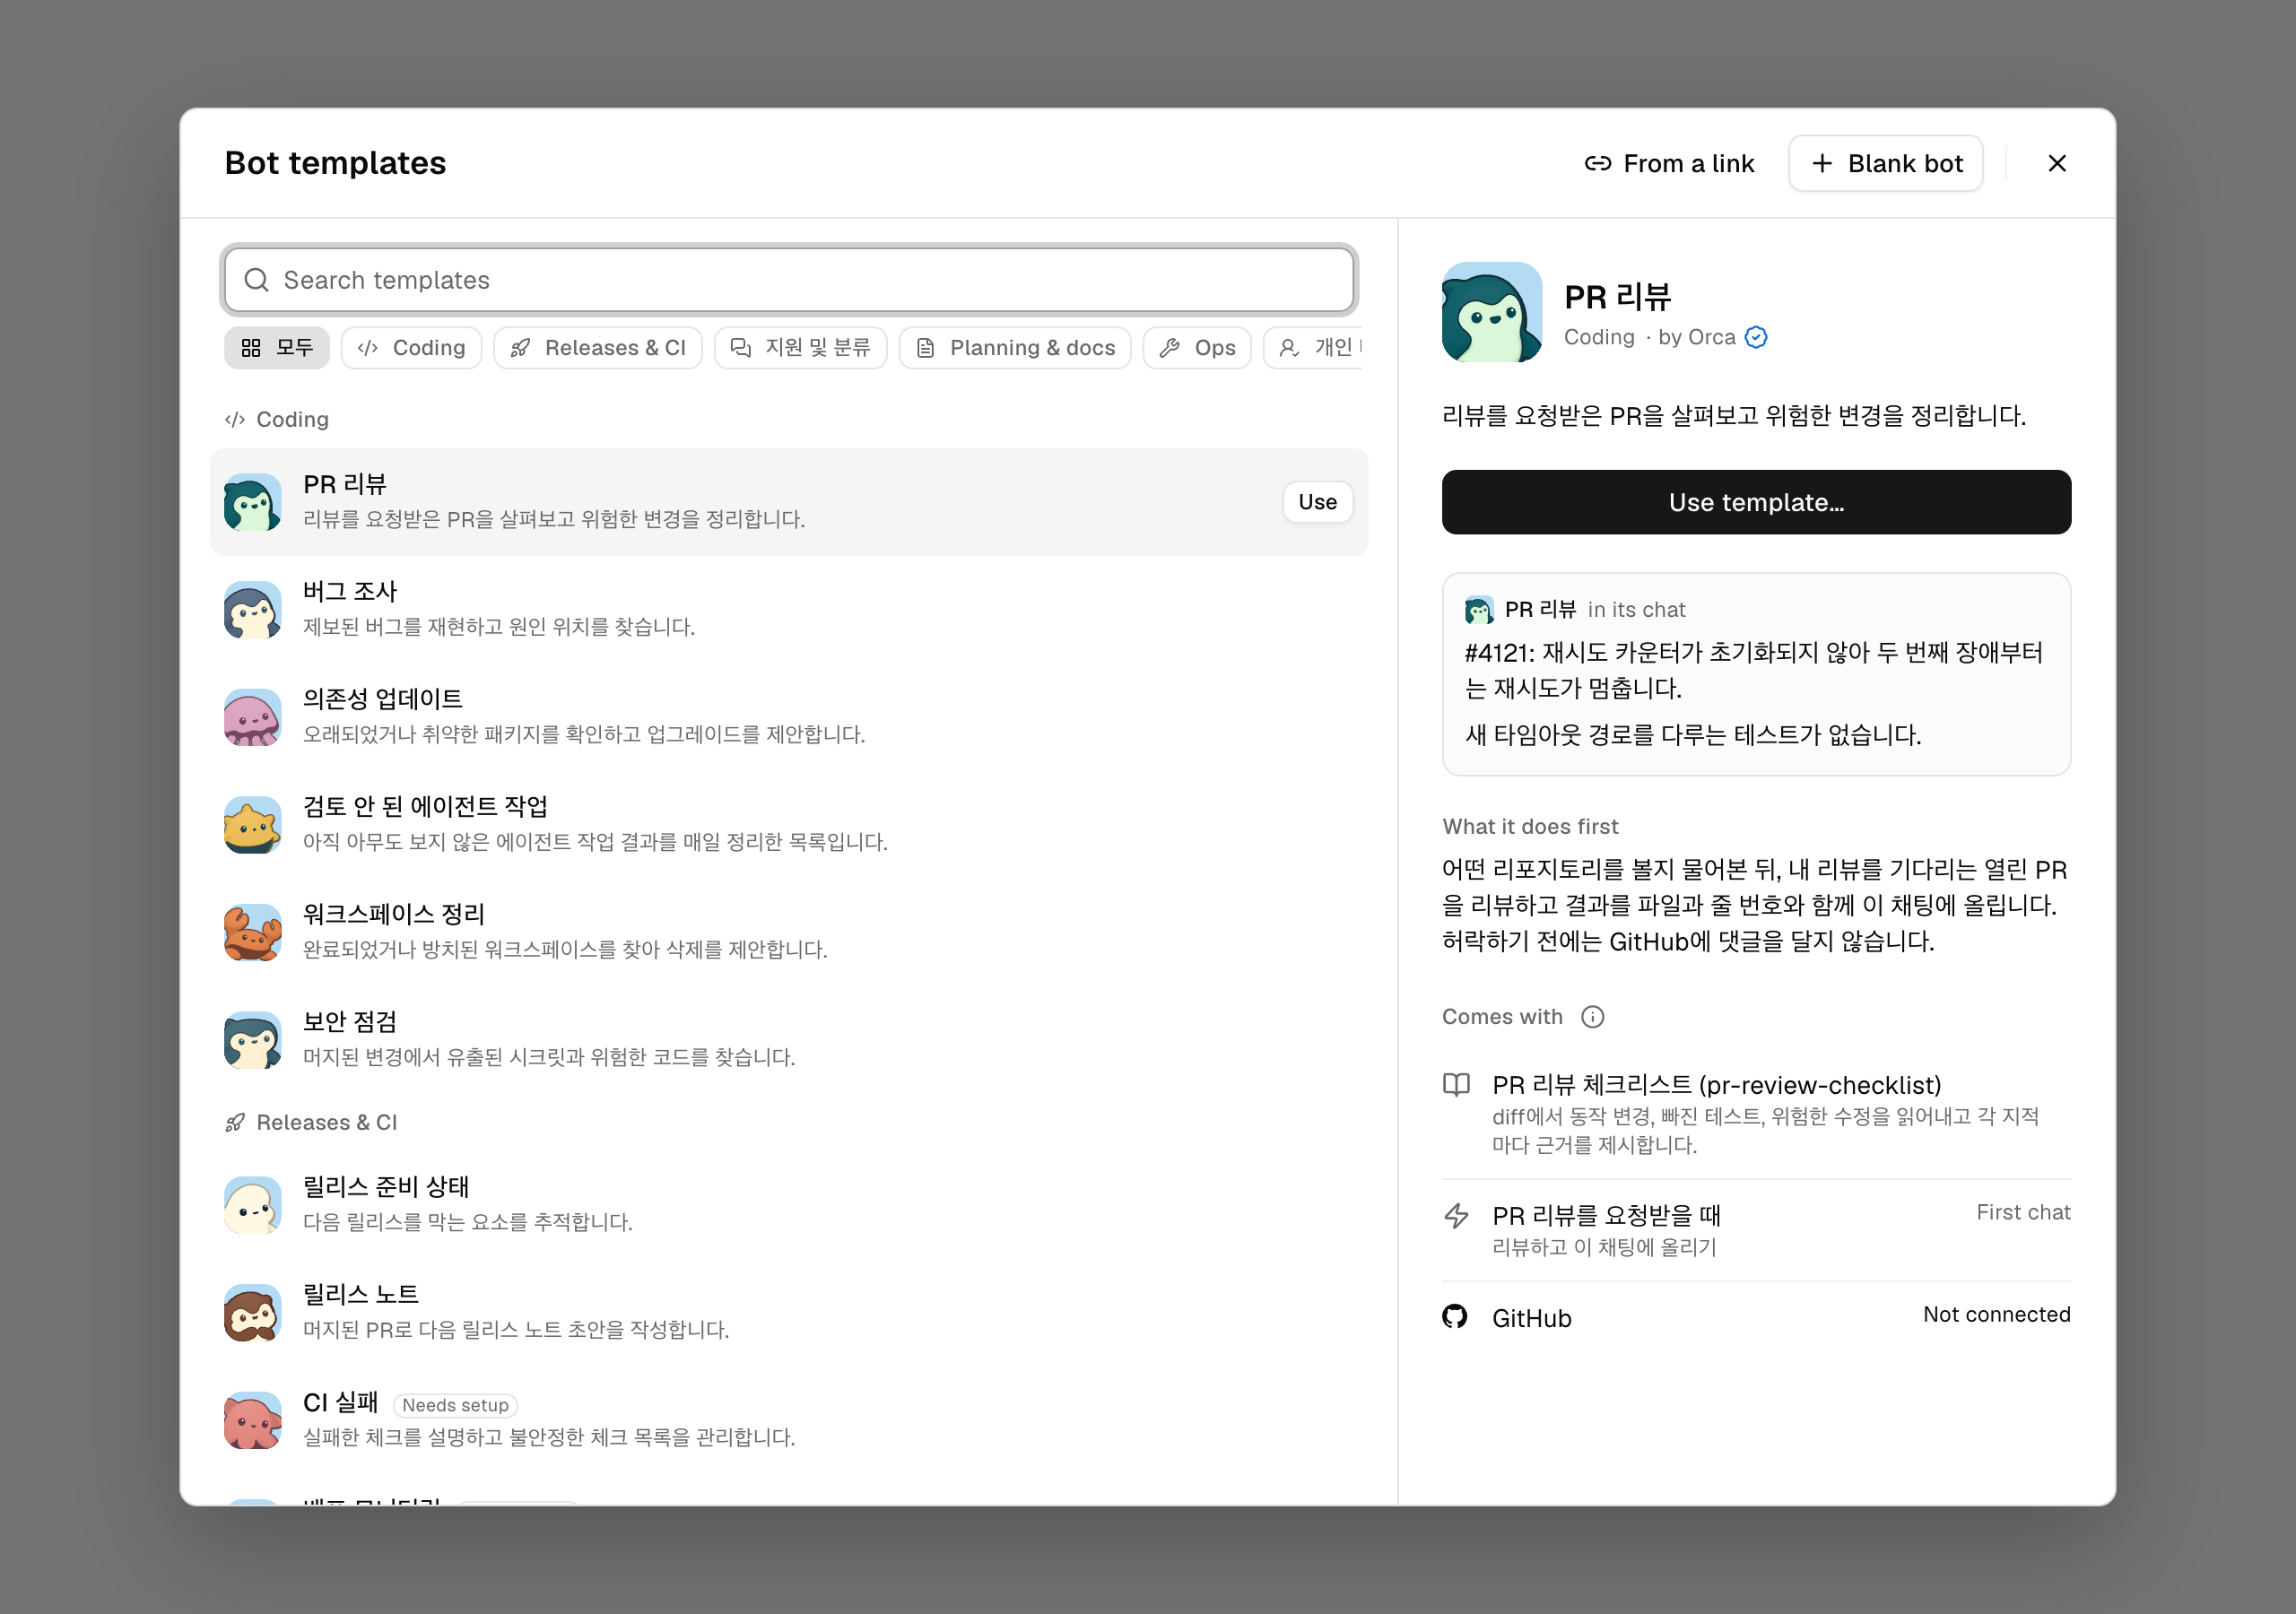 Bot templates
From a link
Blank bot
Search templates
모두
Coding
Releases & CI
지원 및 분류
Planning & docs
Ops
개인
Coding
PR 리뷰
리뷰를 요청받은 PR을 살펴보고 위험한 변경을 정리합니다.
Use
버그 조사
제보된 버그를 재현하고 원인 위치를 찾습니다.
의존성 업데이트
오래되었거나 취약한 패키지를 확인하고 업그레이드를 제안합니다.
검토 안 된 에이전트 작업
아직 아무도 보지 않은 에이전트 작업 결과를 매일 정리한 목록입니다.
워크스페이스 정리
완료되었거나 방치된 워크스페이스를 찾아 삭제를 제안합니다.
보안 점검
머지된 변경에서 유출된 시크릿과 위험한 코드를 찾습니다.
Releases & CI
릴리스 준비 상태
다음 릴리스를 막는 요소를 추적합니다.
릴리스 노트
머지된 PR로 다음 릴리스 노트 초안을 작성합니다.
CI 실패 Needs setup
실패한 체크를 설명하고 불안정한 체크 목록을 관리합니다.
PR 리뷰
Coding · by Orca
리뷰를 요청받은 PR을 살펴보고 위험한 변경을 정리합니다.
Use template...
PR 리뷰 in its chat
#4121: 재시도 카운터가 초기화되지 않아 두 번째 장애부터
는 재시도가 멈춥니다.
새 타임아웃 경로를 다루는 테스트가 없습니다.
What it does first
어떤 리포지토리를 볼지 물어본 뒤, 내 리뷰를 기다리는 열린 PR
을 리뷰하고 결과를 파일과 줄 번호와 함께 이 채팅에 올립니다.
허락하기 전에는 GitHub에 댓글을 달지 않습니다.
Comes with
PR 리뷰 체크리스트 (pr-review-checklist)
diff에서 동작 변경, 빠진 테스트, 위험한 수정을 읽어내고 각 지적
마다 근거를 제시합니다.
PR 리뷰를 요청받을 때
First chat
리뷰하고 이 채팅에 올리기
GitHub
Not connected